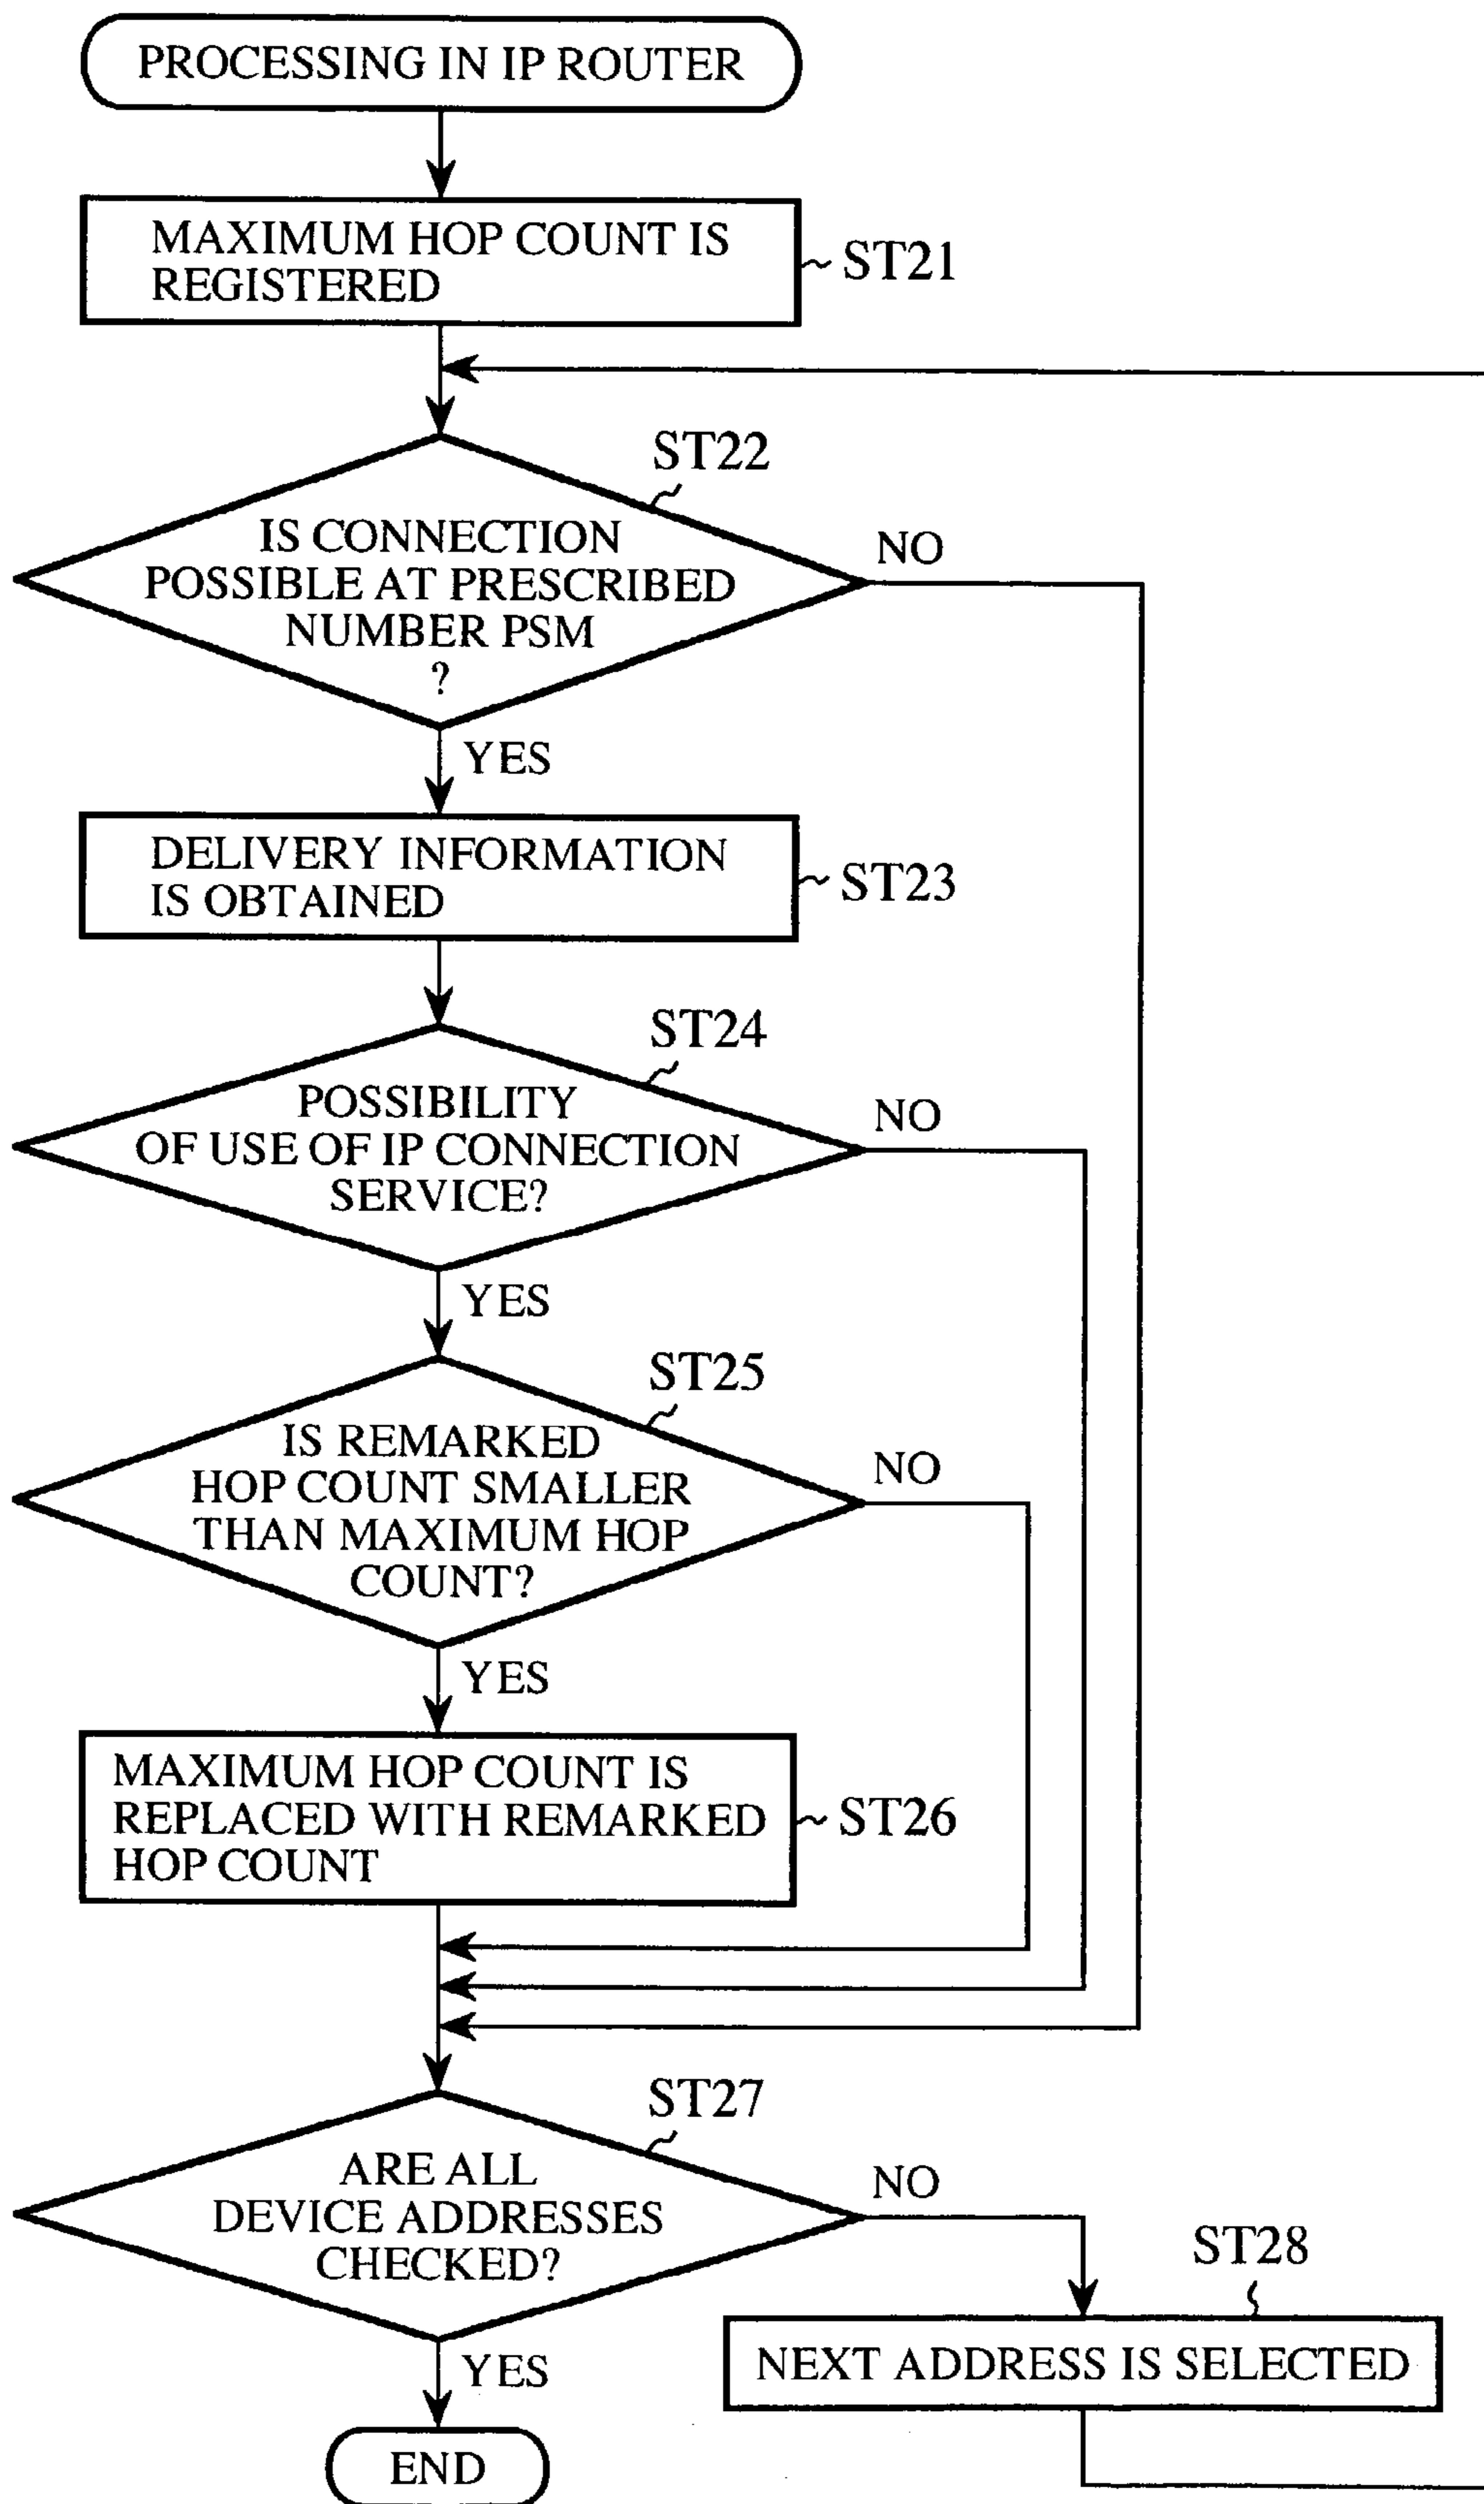 PROCESSING IN IP ROUTER
MAXIMUM HOP COUNT IS
REGISTERED
ST21
ST22
IS CONNECTION
POSSIBLE AT PRESCRIBED
NUMBER PSM
?
NO
YES
DELIVERY INFORMATION
IS OBTAINED
ST23
ST24
POSSIBILITY
OF USE OF IP CONNECTION
SERVICE?
NO
YES
ST25
IS REMARKED
HOP COUNT SMALLER
THAN MAXIMUM HOP
COUNT?
NO
YES
MAXIMUM HOP COUNT IS
REPLACED WITH REMARKED
HOP COUNT
ST26
ST27
ARE ALL
DEVICE ADDRESSES
CHECKED?
NO
ST28
NEXT ADDRESS IS SELECTED
YES
END